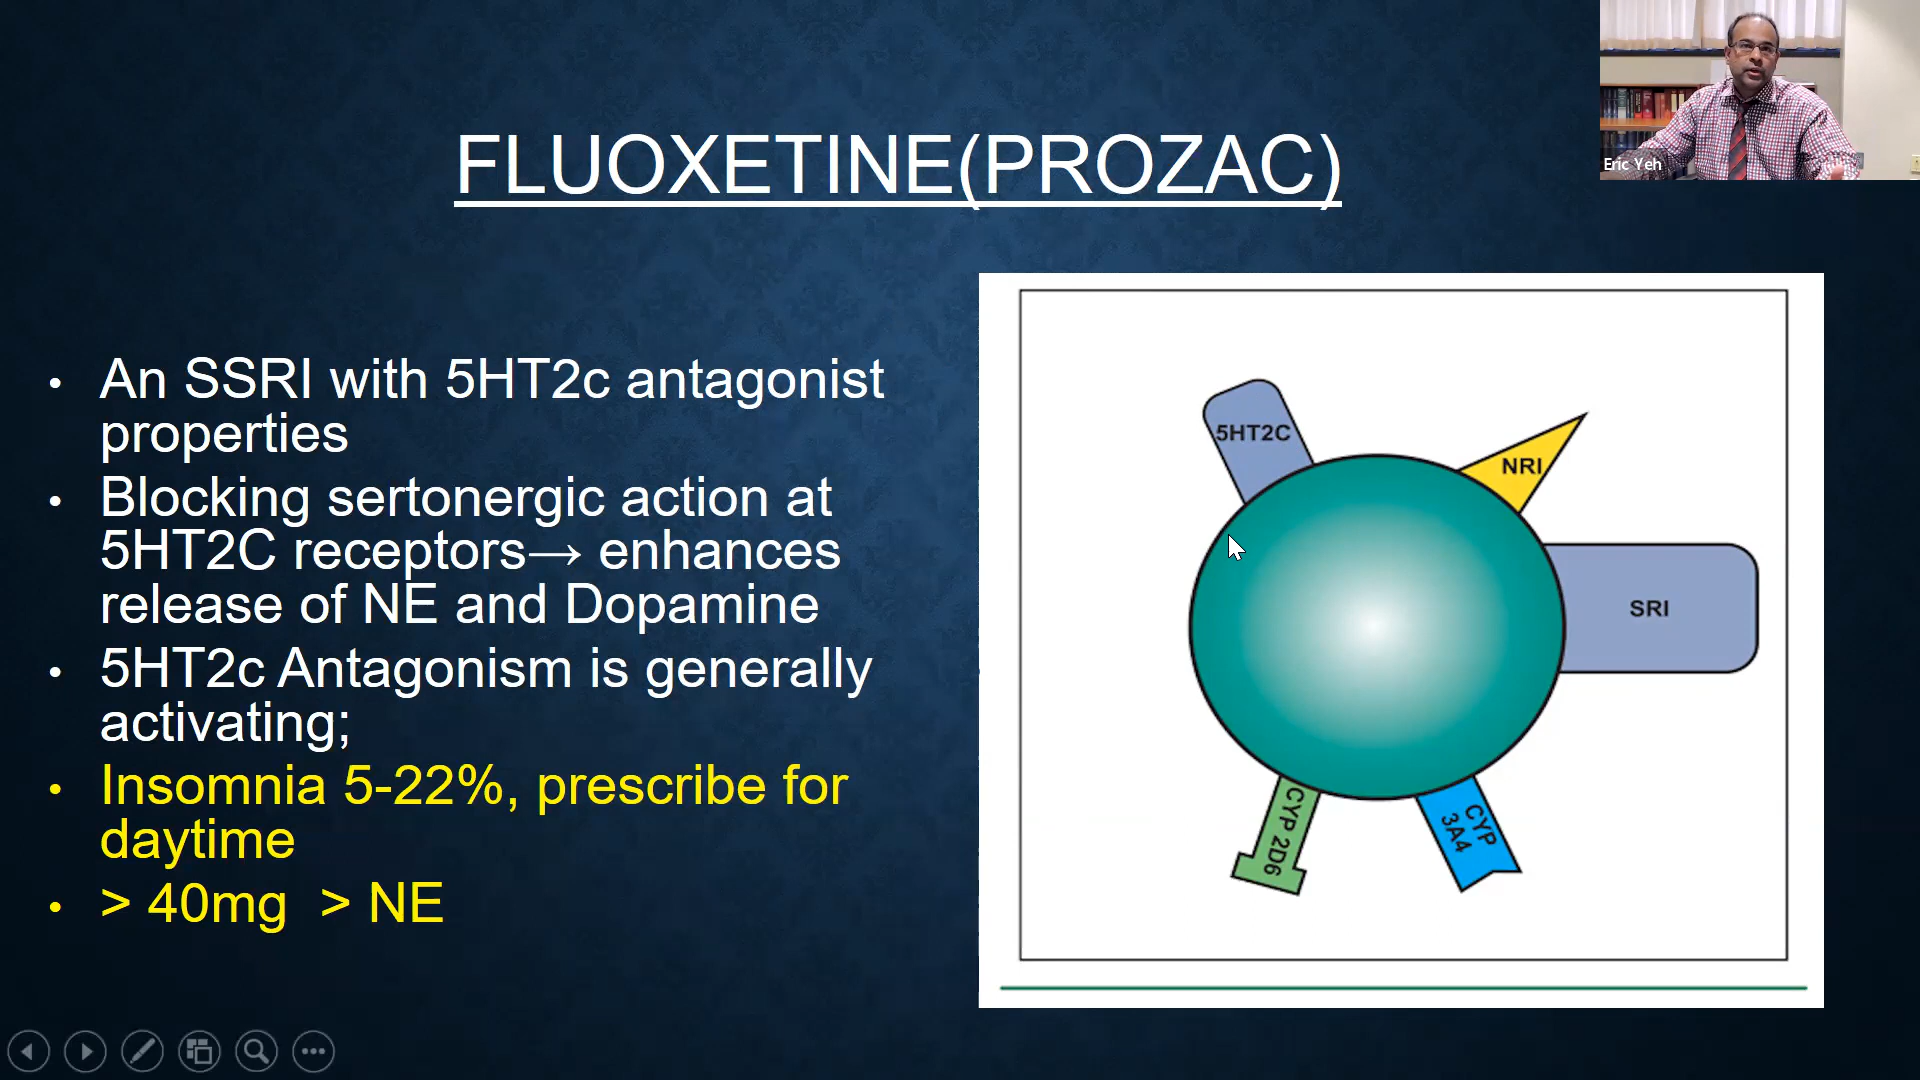 FLUOXETINE(PROZAC)
Eric Yeh
• An SSRI with 5HT2c antagonist
properties
• Blocking sertonergic action at
5HT2C receptors→ enhances
release of NE and Dopamine
• 5HT2c Antagonism is generally
activating;
• Insomnia 5-22%, prescribe for
daytime
• > 40mg > NE
5HT2C
NRI
SRI
CYP 2D6
CYP
3A4